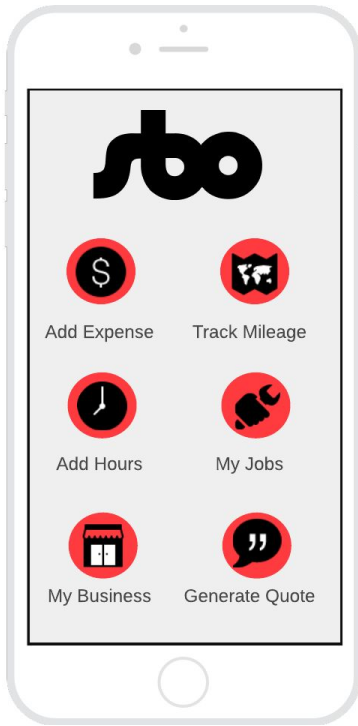 sbo
Add Expense
Track Mileage
Add Hours
My Jobs
My Business
Generate Quote